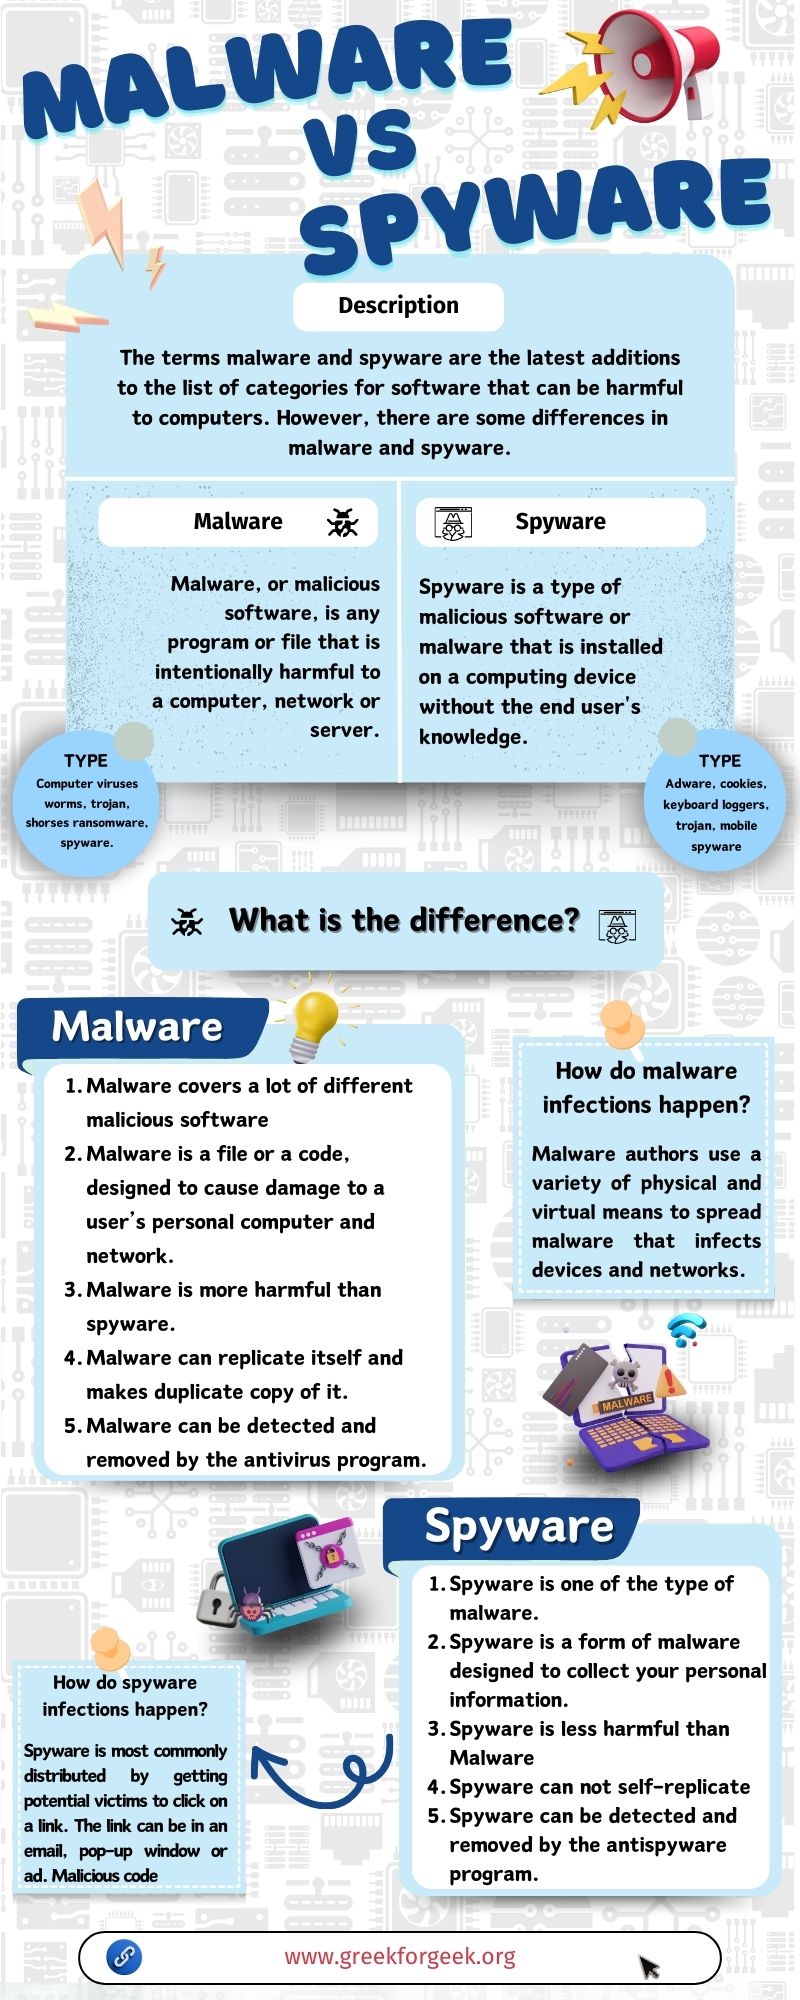 MALWARE
VS
SPYWARE
Description
The terms malware and spyware are the latest additions
to the list of categories for software that can be harmful
to computers. However, there are some differences in
malware and spyware.
Malware
Malware, or malicious
software, is any
program or file that is
intentionally harmful to
a computer, network or
server.
Spyware
Spyware is a type of
malicious software or
malware that is installed
on a computing device
without the end user's
knowledge.
TYPE
Computer viruses
worms, trojan,
shorses ransomware,
spyware.
TYPE
Adware, cookies,
keyboard loggers,
trojan, mobile
spyware
What is the difference?
Malware
1. Malware covers a lot of different
malicious software
2. Malware is a file or a code,
designed to cause damage to a
user's personal computer and
network.
3. Malware is more harmful than
spyware.
4. Malware can replicate itself and
makes duplicate copy of it.
5. Malware can be detected and
removed by the antivirus program.
How do malware
infections happen?
Malware authors use a
variety of physical and
virtual means to spread
malware that infects
devices and networks.
MALWARE
Spyware
1. Spyware is one of the type of
malware.
2. Spyware is a form of malware
designed to collect your personal
information.
3. Spyware is less harmful than
Malware
4. Spyware can not self-replicate
5. Spyware can be detected and
removed by the antispyware
program.
How do spyware
infections happen?
Spyware is most commonly
distributed by getting
potential victims to click on
a link. The link can be in an
email, pop-up window or
ad. Malicious code
www.greekforgeek.org